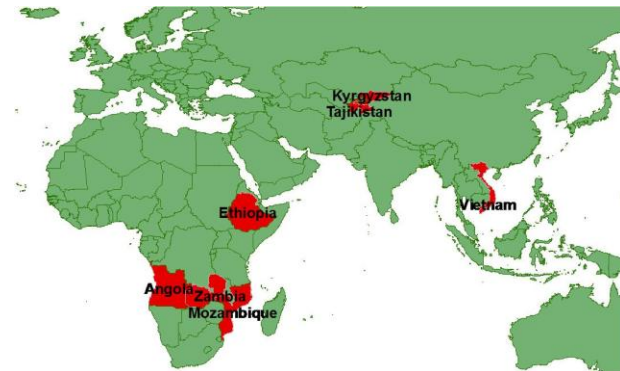 Kyrgyzstan
Tajikistan
Ethiopia
Vietnam
Angola
Zambia
Mozambique